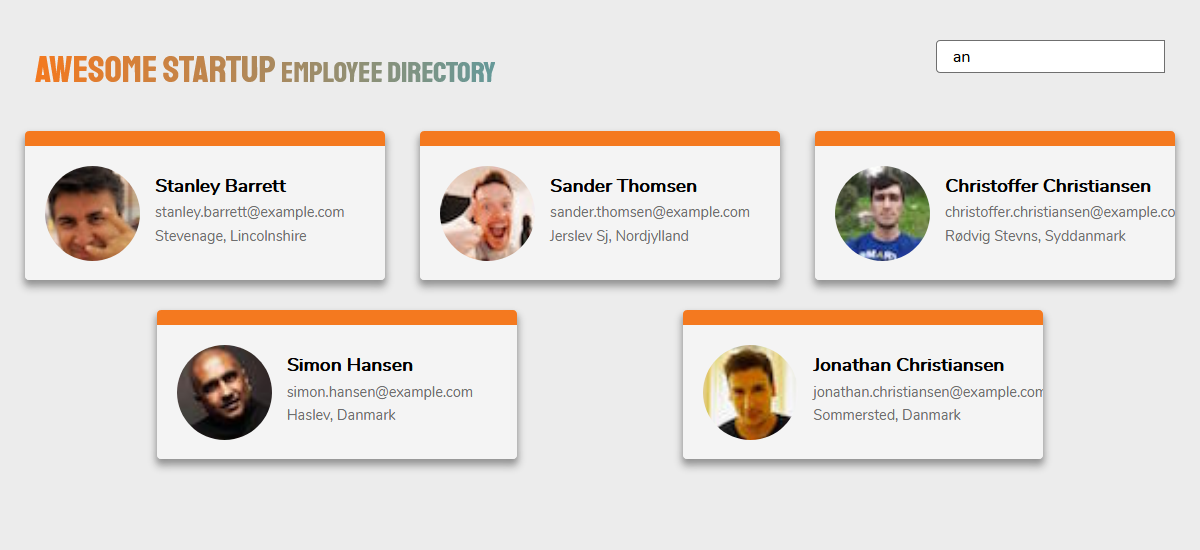 AWESOME STARTUP EMPLOYEE DIRECTORY
an
Stanley Barrett
stanley.barrett@example.com
Stevenage, Lincolnshire
Sander Thomsen
sander.thomsen@example.com
Jerslev Sj, Nordjylland
Christoffer Christiansen
christoffer.christiansen@example.co
Rødvig Stevns, Syddanmark
Simon Hansen
simon.hansen@example.com
Haslev, Danmark
Jonathan Christiansen
jonathan.christiansen@example.com
Sommersted, Danmark